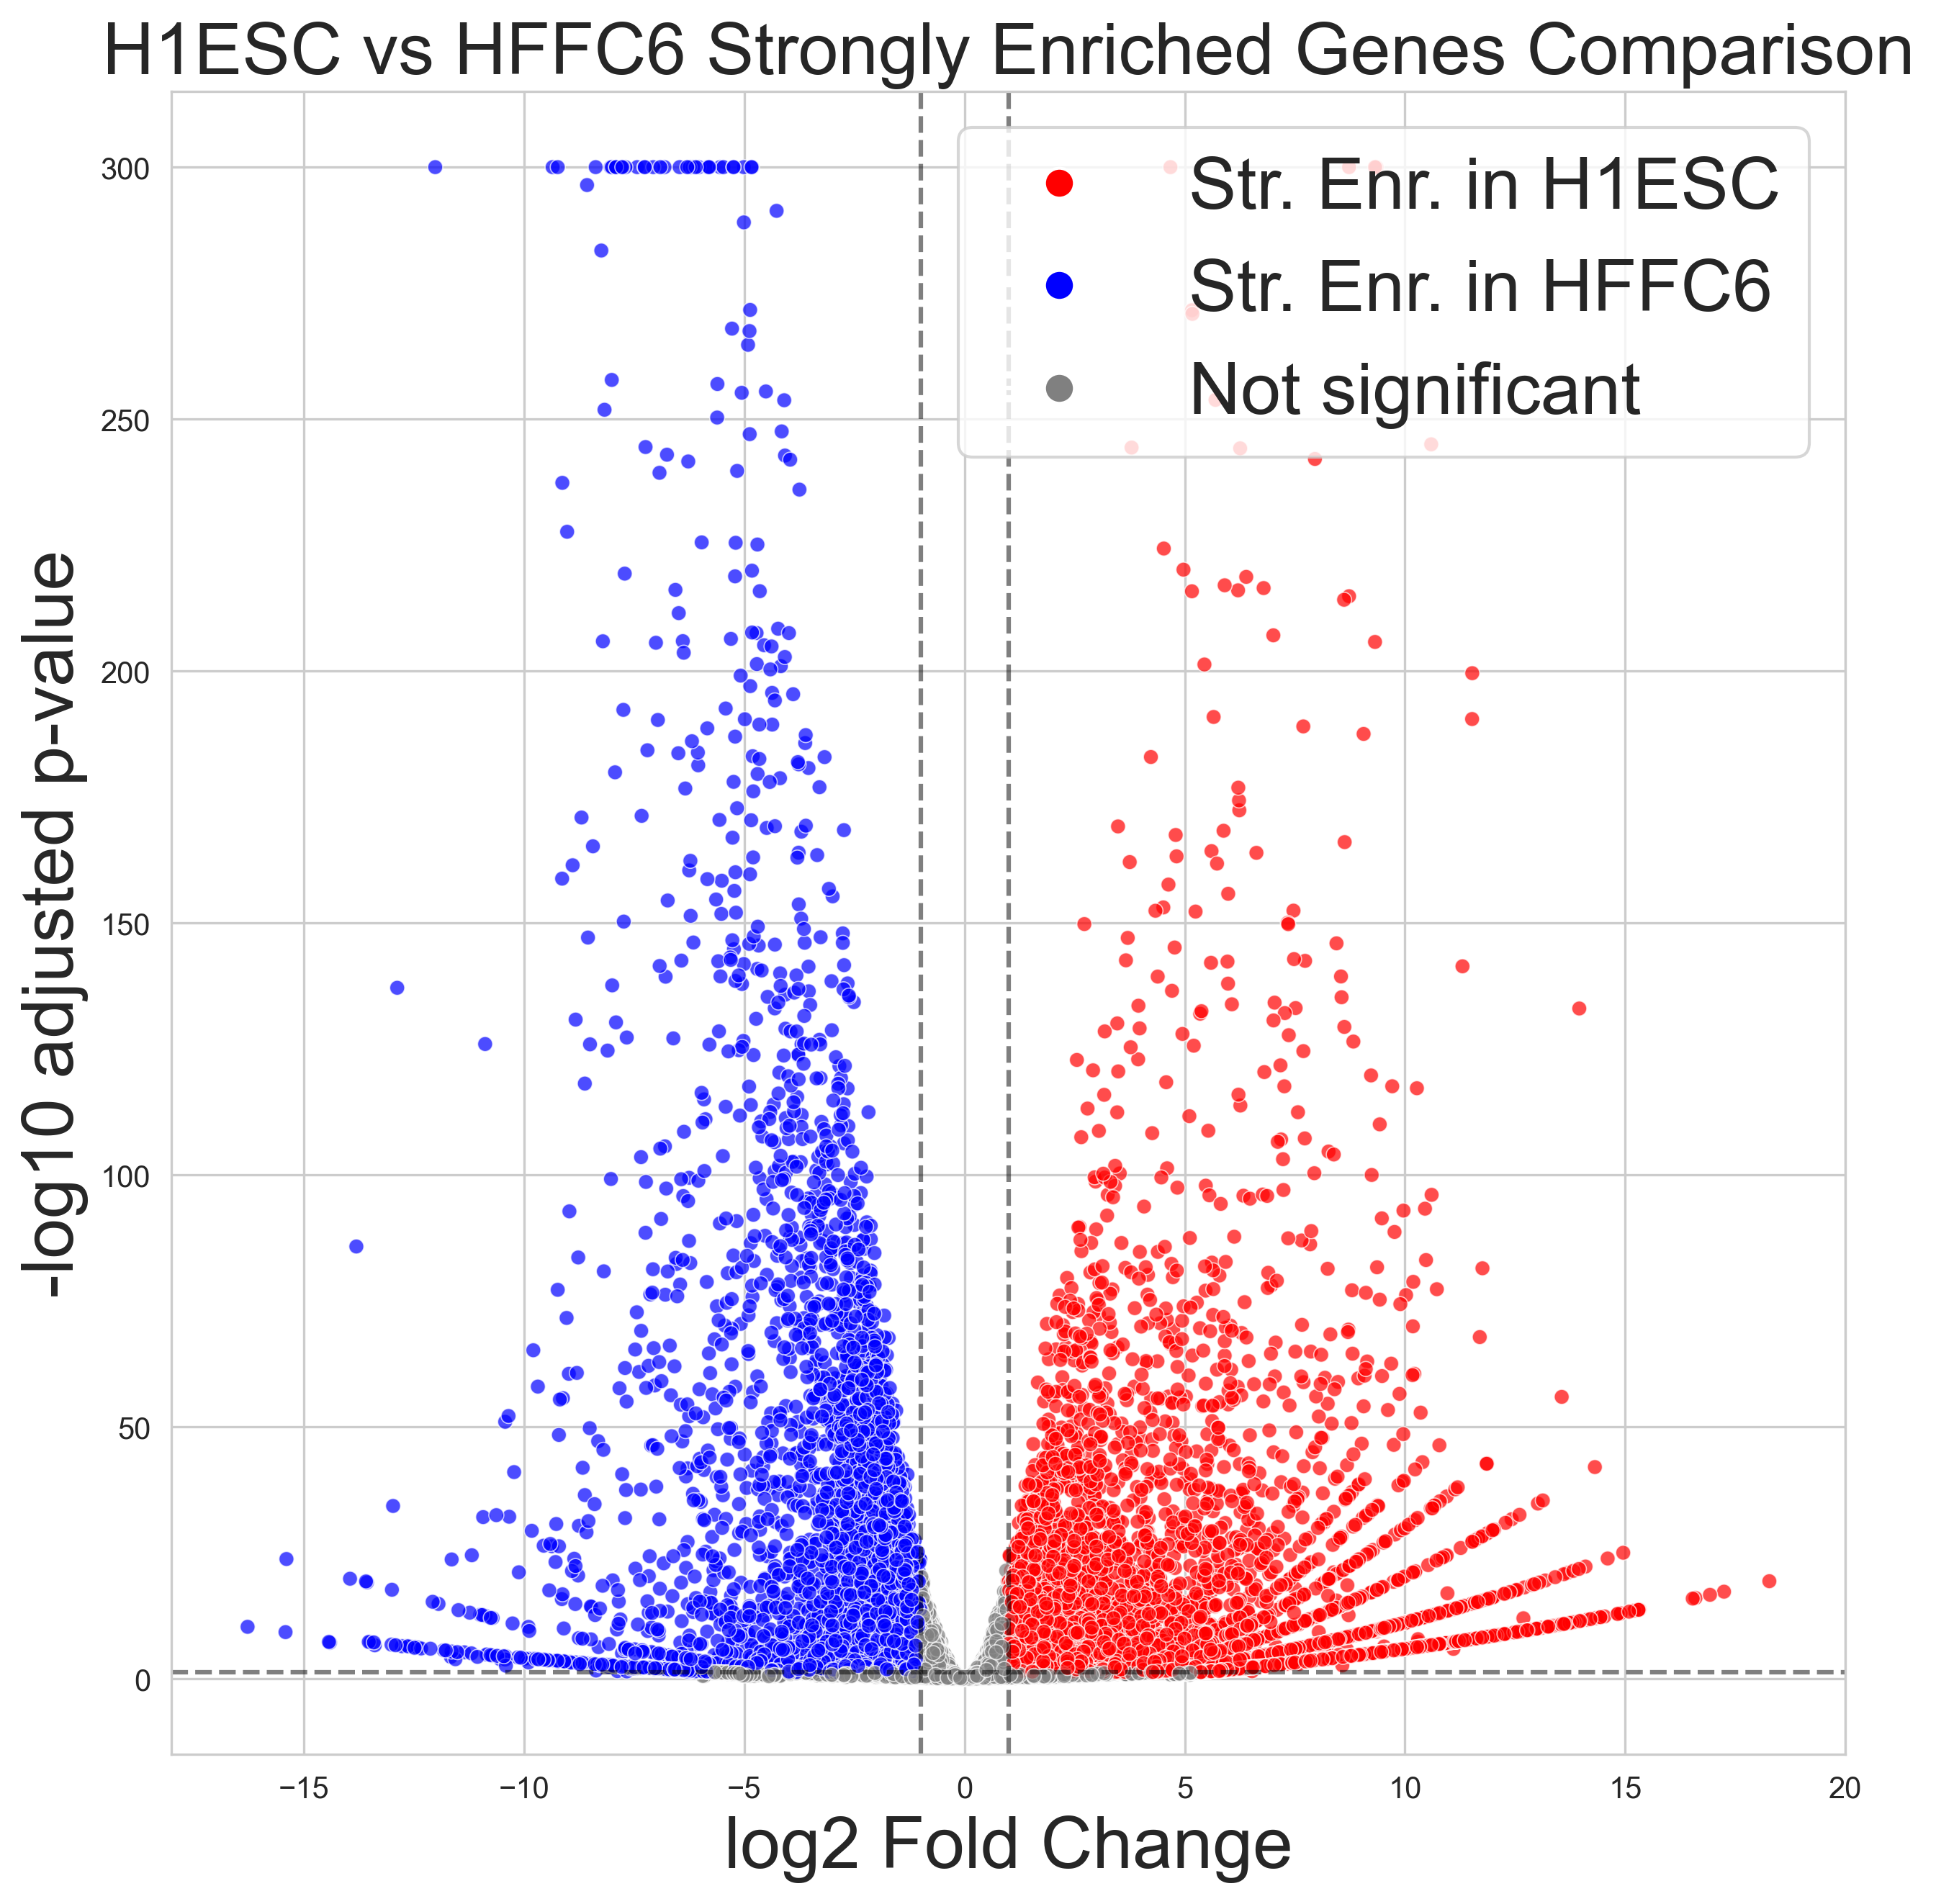 H1ESC vs HFFC6 Strongly Enriched Genes Comparison
Str. Enr. in H1ESC
Str. Enr. in HFFC6
Not significant
-log10 adjusted p-value
300
250
200
150
100
50
0
−15
−10
−5
0
5
10
15
20
log2 Fold Change